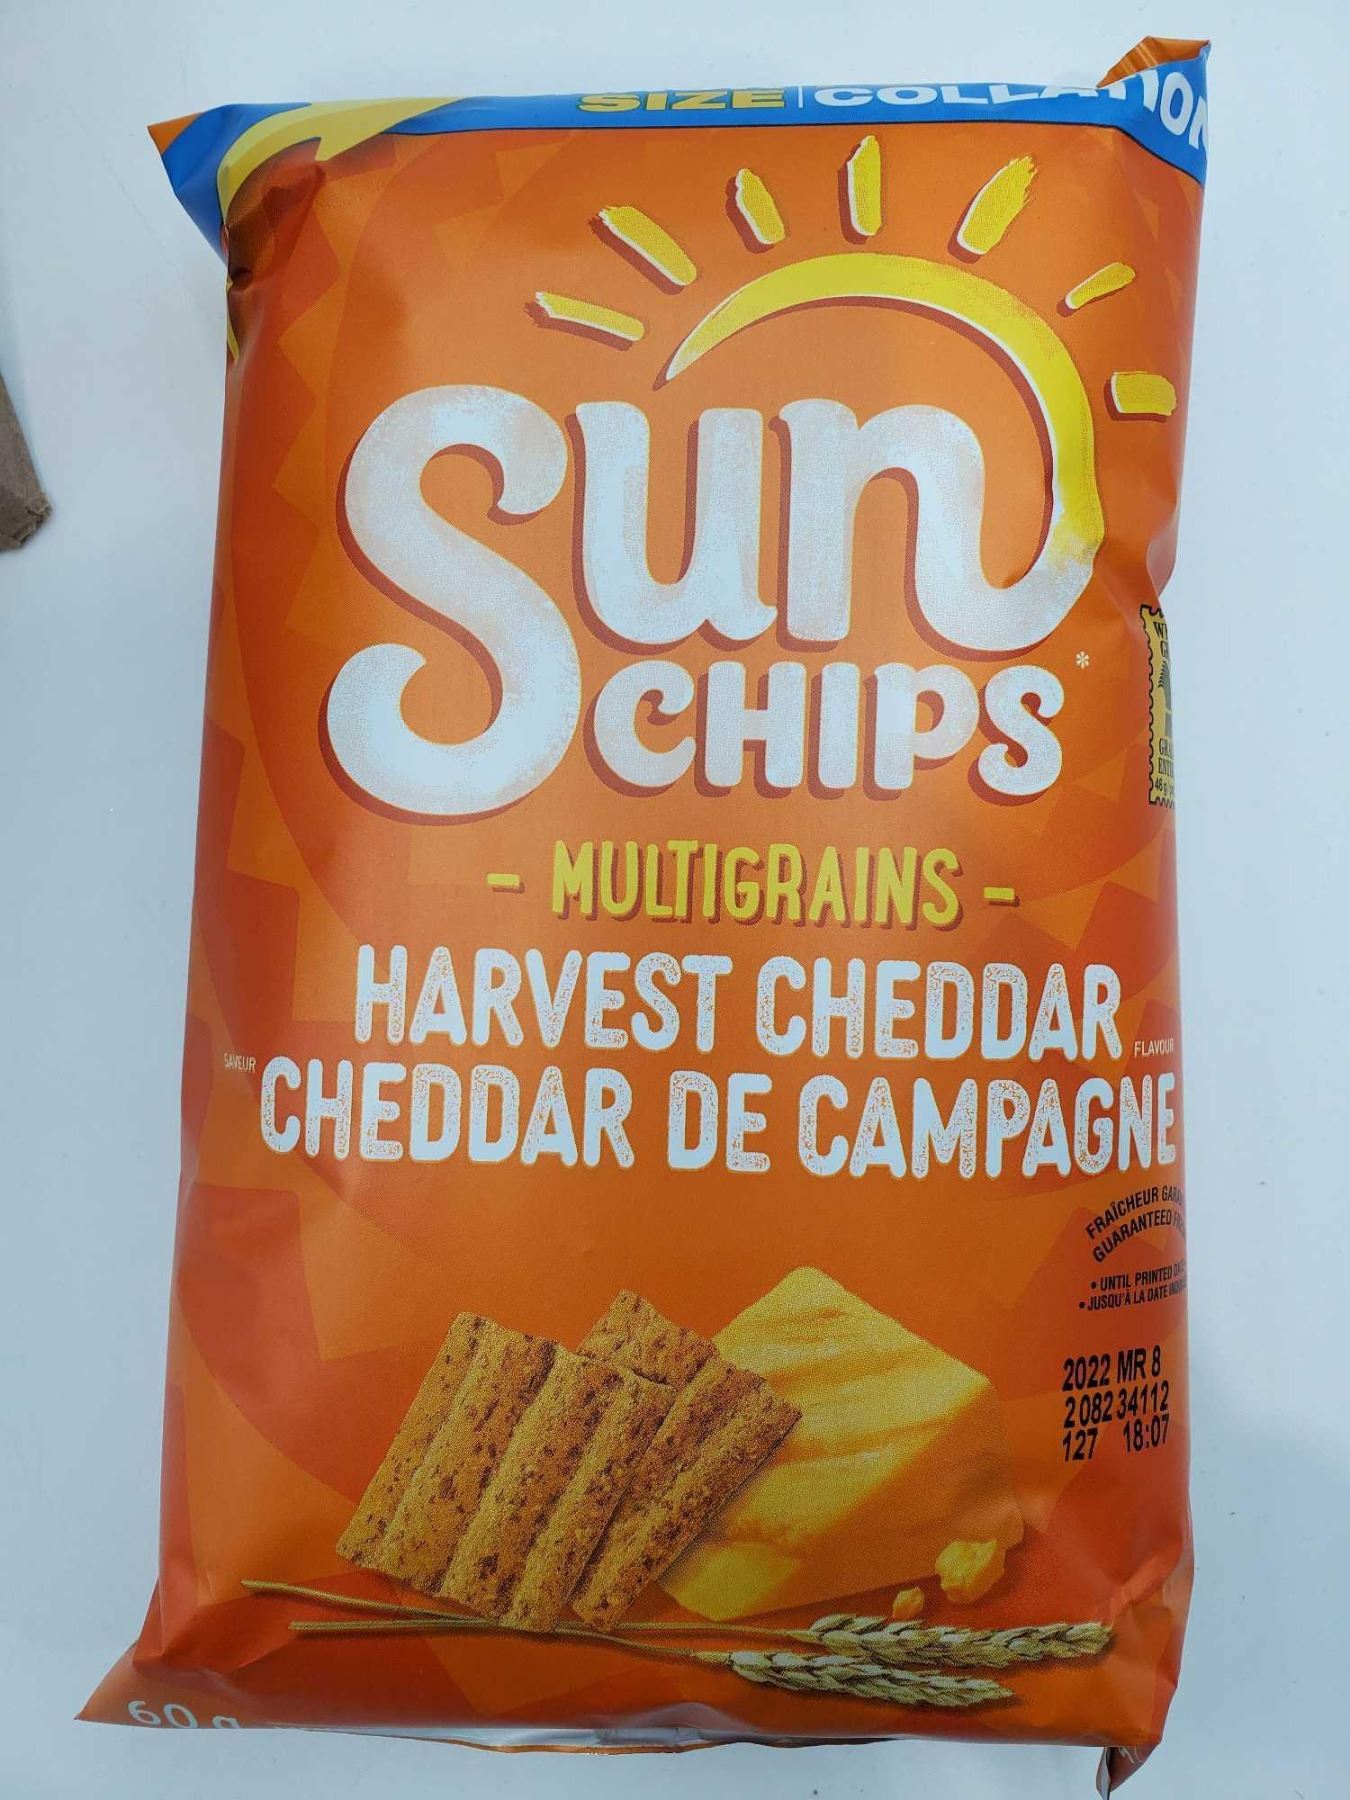 SIZE | COLLATION
Sun
CHIPS*
- MULTIGRAINS -
HARVEST CHEDDAR FLAVOUR
SAVEUR CHEDDAR DE CAMPAGNE
FRAÎCHEUR
GUARANTEED
• UNTIL PRINTED
• JUSQU'À LA DATE
2022 MR 8
2 082 34112
127 18:07
60 g